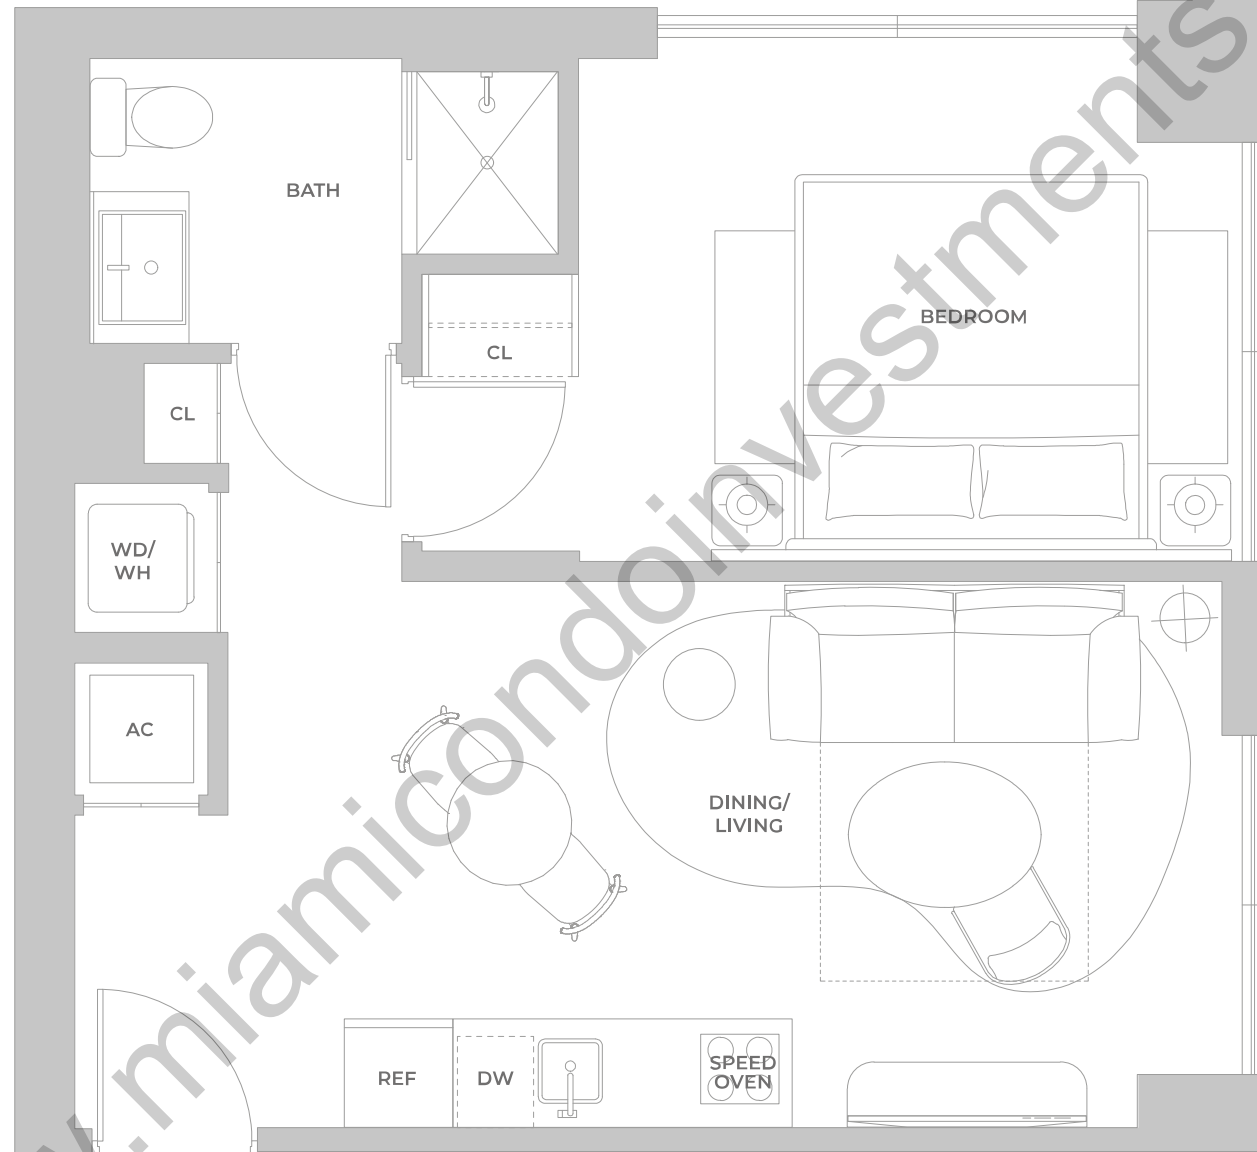 BATH
BEDROOM
CL
CL
WD/
WH
AC
DINING/
LIVING
REF
DW
SPEED
OVEN
w.miamicondoinvestments